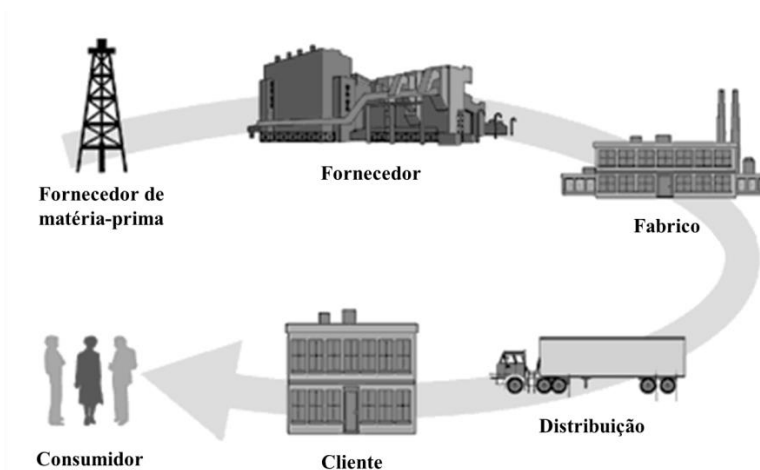 Fornecedor de
matéria-prima
Fornecedor
Fabrico
Distribuição
Cliente
Consumidor